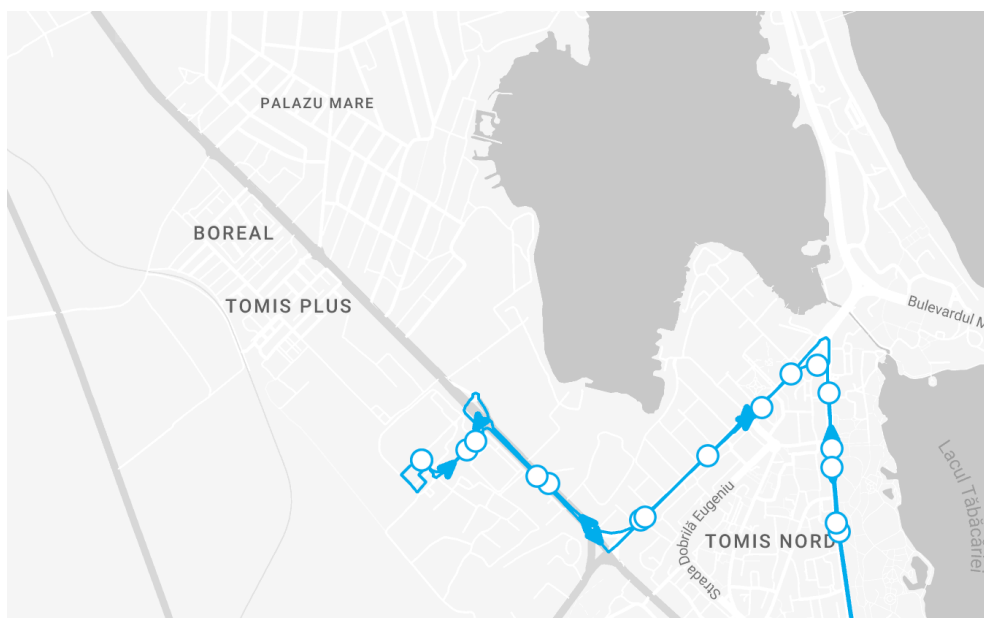 PALAZU MARE
BOREAL
TOMIS PLUS
Bulevardul M
Lacul Tăbăcăriei
Strada Dobrilă Eugeniu
TOMIS NORD